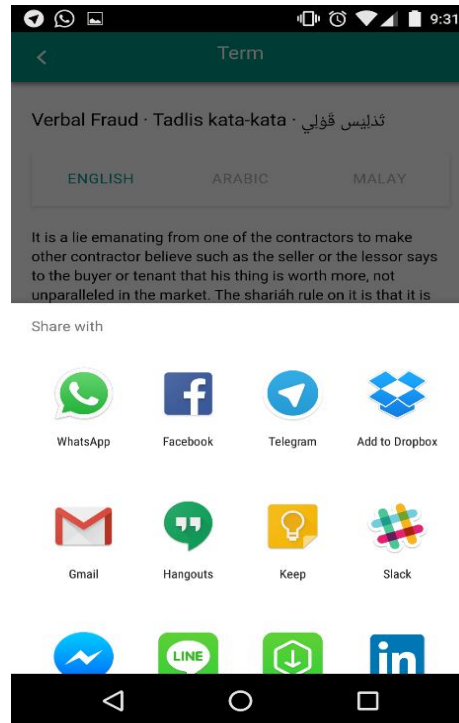 9:31
Term
Verbal Fraud · Tadlis kata-kata · تَدلِيَس قَوْلِي
ENGLISH ARABIC MALAY
It is a lie emanating from one of the contractors to make
other contractor believe such as the seller or the lessor says
to the buyer or tenant that his thing is worth more, not
unparalleled in the market. The shariáh rule on it is that it is
Share with
WhatsApp Facebook Telegram Add to Dropbox
Gmail Hangouts Keep Slack
LINE in